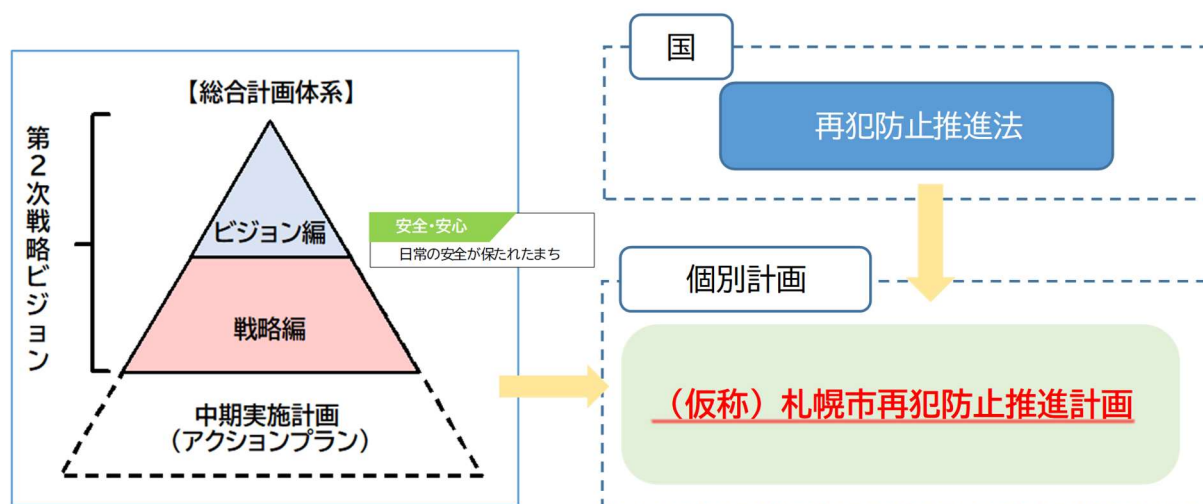 【総合計画体系】
第2次戦略ビジョン
ビジョン編
戦略編
中期実施計画
(アクションプラン)
安全・安心
日常の安全が保たれたまち
国
再犯防止推進法
個別計画
（仮称）札幌市再犯防止推進計画